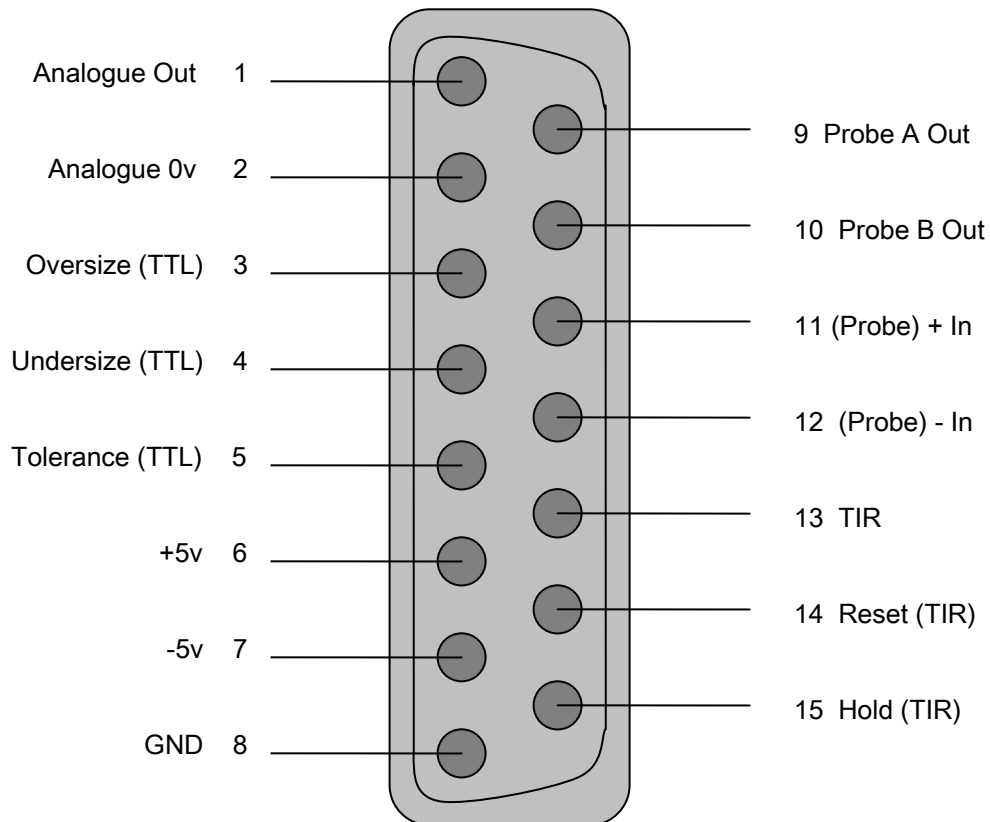 Analogue Out 1
Analogue 0v 2
Oversize (TTL) 3
Undersize (TTL) 4
Tolerance (TTL) 5
+5v 6
-5v 7
GND 8
9 Probe A Out
10 Probe B Out
11 (Probe) + In
12 (Probe) - In
13 TIR
14 Reset (TIR)
15 Hold (TIR)